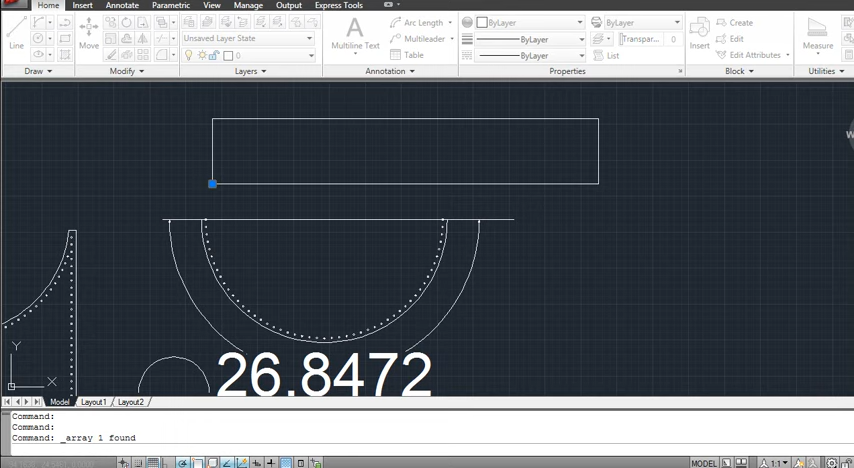 Home Insert Annotate Parametric View Manage Output Express Tools
Line
Move
Unsaved Layer State
0
A
Multiline Text
Arc Length
Multileader
Table
ByLayer
ByLayer
ByLayer
ByLayer
Transpar... 0
List
Insert
Create
Edit
Edit Attributes
Measure
Draw
Modify
Layers
Annotation
Properties
Block
Utilities
W
26.8472
Y
X
Model Layout1 Layout2
Command:
Command:
Command: _array 1 found
MODEL
1:1